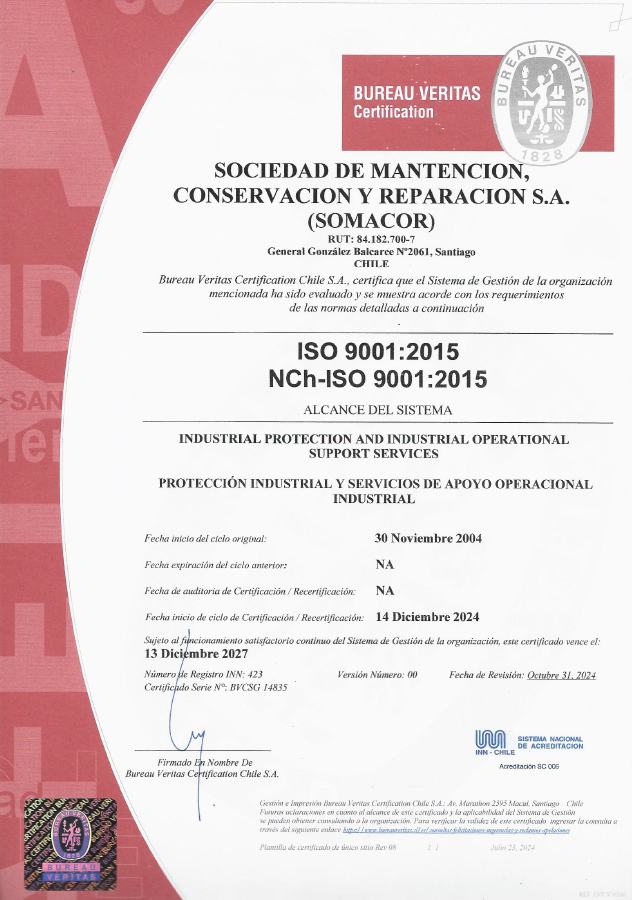 BUREAU VERITAS
Certification
BUREAU VERITAS
1828
SOCIEDAD DE MANTENCION,
CONSERVACION Y REPARACION S.A.
(SOMACOR)
RUT: 84.182.700-7
General González Balcarce Nº2061, Santiago
CHILE
Bureau Veritas Certification Chile S.A., certifica que el Sistema de Gestión de la organización
mencionada ha sido evaluado y se muestra acorde con los requerimientos
de las normas detalladas a continuación
ISO 9001:2015
NCh-ISO 9001:2015
ALCANCE DEL SISTEMA
INDUSTRIAL PROTECTION AND INDUSTRIAL OPERATIONAL
SUPPORT SERVICES
PROTECCIÓN INDUSTRIAL Y SERVICIOS DE APOYO OPERACIONAL
INDUSTRIAL
Fecha inicio del ciclo original: 30 Noviembre 2004
Fecha expiración del ciclo anterior: NA
Fecha de auditoria de Certificación / Recertificación: NA
Fecha inicio de ciclo de Certificación / Recertificación: 14 Diciembre 2024
Sujeto al funcionamiento satisfactorio continuo del Sistema de Gestión de la organización, este certificado vence el:
13 Diciembre 2027
Número de Registro INN: 423 Versión Número: 00 Fecha de Revisión: Octubre 31, 2024
Certificado Serie Nº: BVCSG 14835
INN - CHILE
SISTEMA NACIONAL
DE ACREDITACION
Acreditación SC 005
Firmado En Nombre De
Bureau Veritas Certification Chile S.A.
Gestión e Impresión Bureau Veritas Certification Chile S.A.: Av. Marathon 2595 Macul, Santiago Chile
Futuras aclaraciones en cuanto al alcance de este certificado y la aplicabilidad del Sistema de Gestión
se pueden obtener consultando a la organización. Para verificar la validez de este certificado ingresar la consulta a
través del siguiente enlace
Plantilla de certificado de único sitio Rev 08 Julio 23, 2024
BUREAU VERITAS
1828
BUREAU
VERITAS